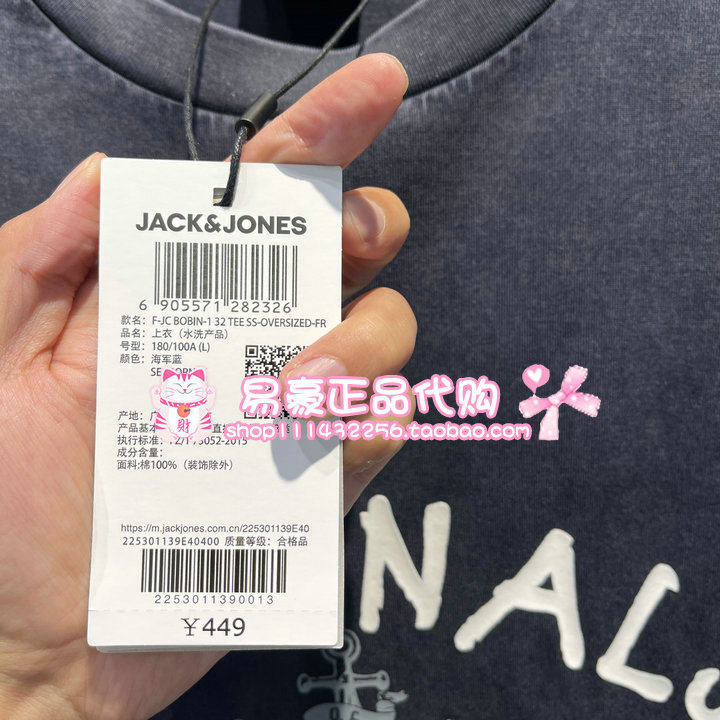 JACK&JONES
6 905571 282326
款名: F-JC BOBIN-1 32 TEE SS-OVERSIZED-FR
品名: 上衣（水洗产品）
号型: 180/100A (L)
颜色: 海军蓝
易豪正品代购
产地: 广
shop111432256.taobao.com
产品基本
执行标准:
成分含量:
面料:棉100%（装饰除外）
https://m.jackjones.com.cn/225301139E40
225301139E40400 质量等级: 合格品
2253011390013
￥449
NAL
財